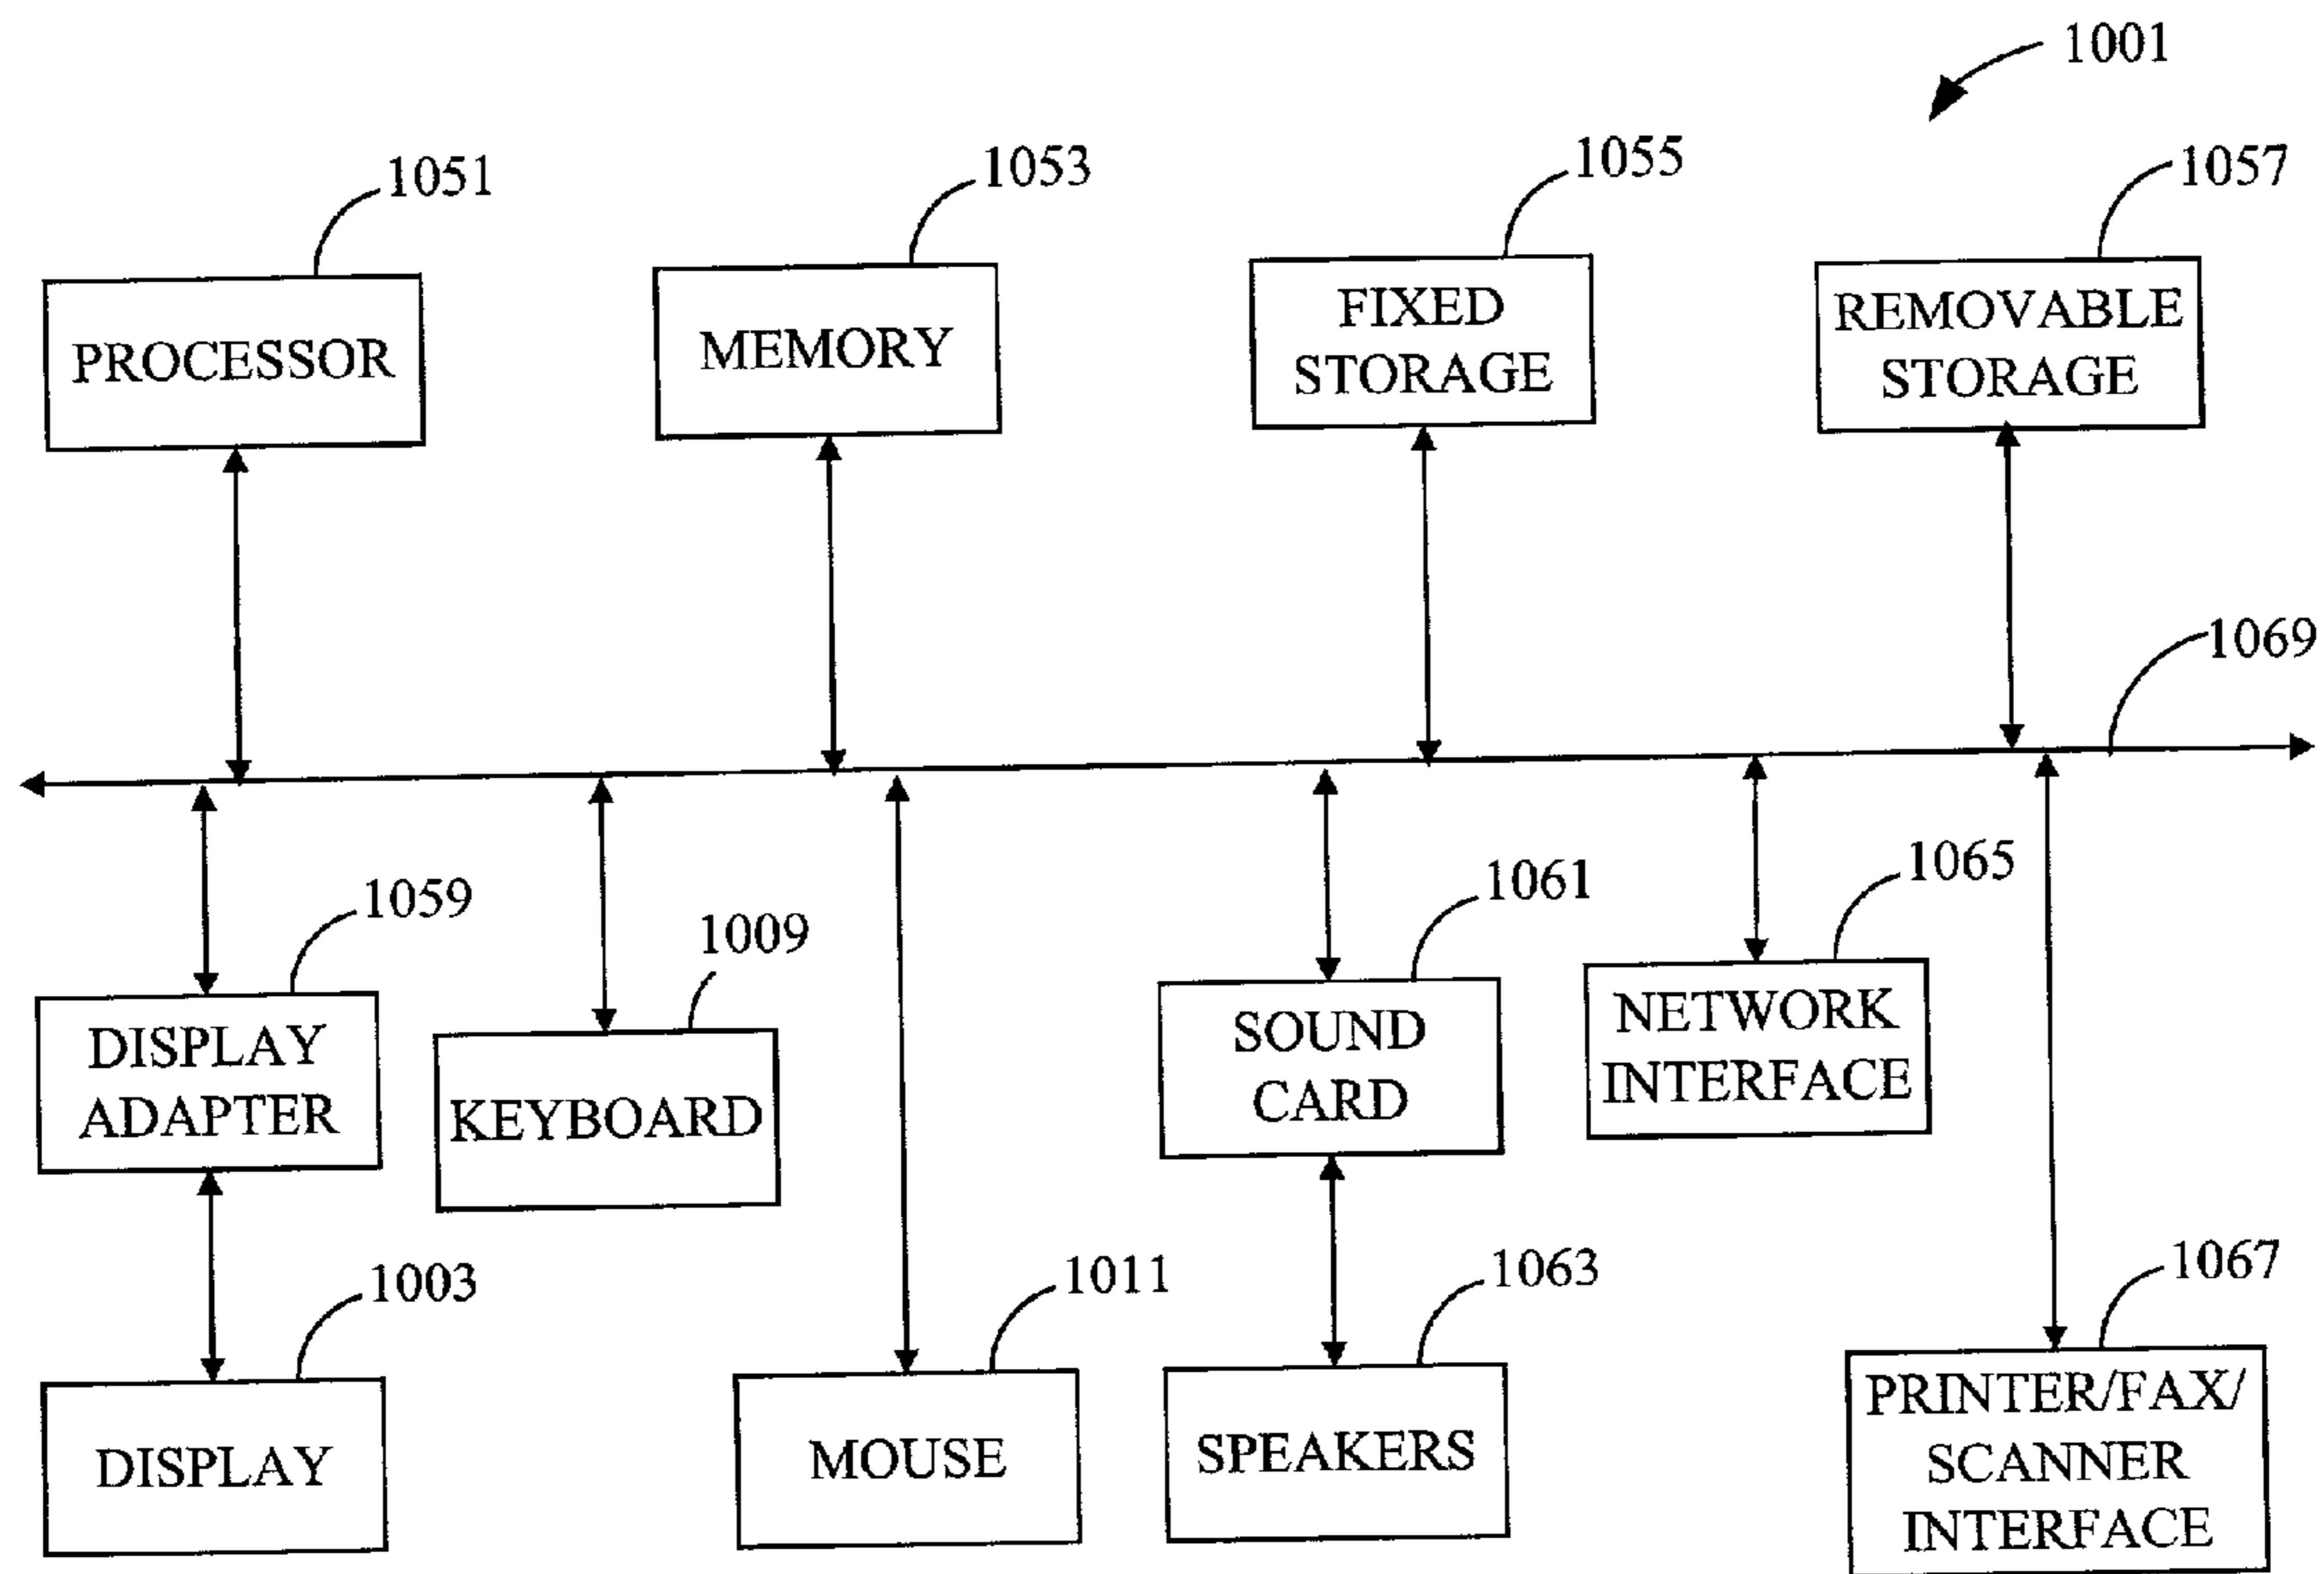 1001
1051
1053
1055
1057
PROCESSOR
MEMORY
FIXED
STORAGE
REMOVABLE
STORAGE
1069
1059
1009
1061
1065
DISPLAY
ADAPTER
KEYBOARD
SOUND
CARD
NETWORK
INTERFACE
1003
1011
1063
1067
DISPLAY
MOUSE
SPEAKERS
PRINTER/FAX/
SCANNER
INTERFACE